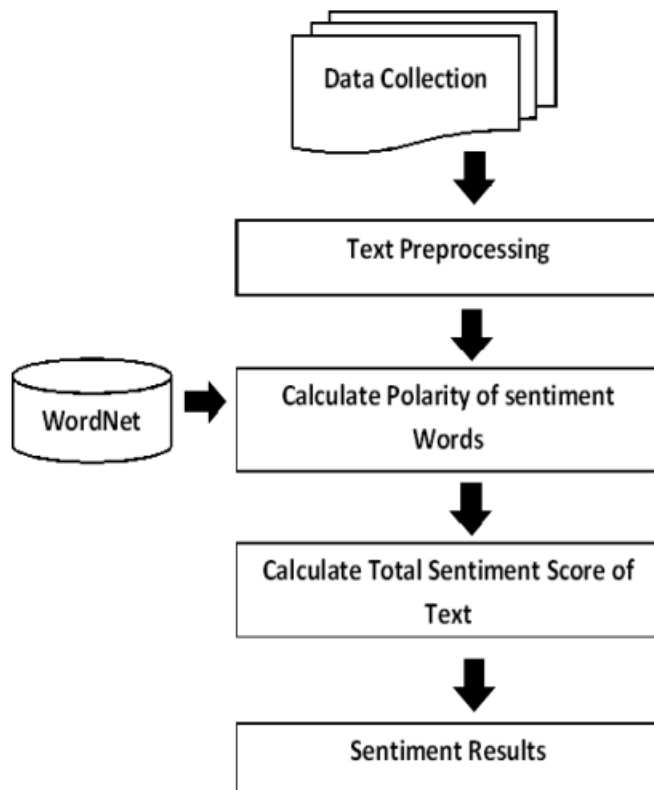 Data Collection
Text Preprocessing
WordNet
Calculate Polarity of sentiment
Words
Calculate Total Sentiment Score of
Text
Sentiment Results